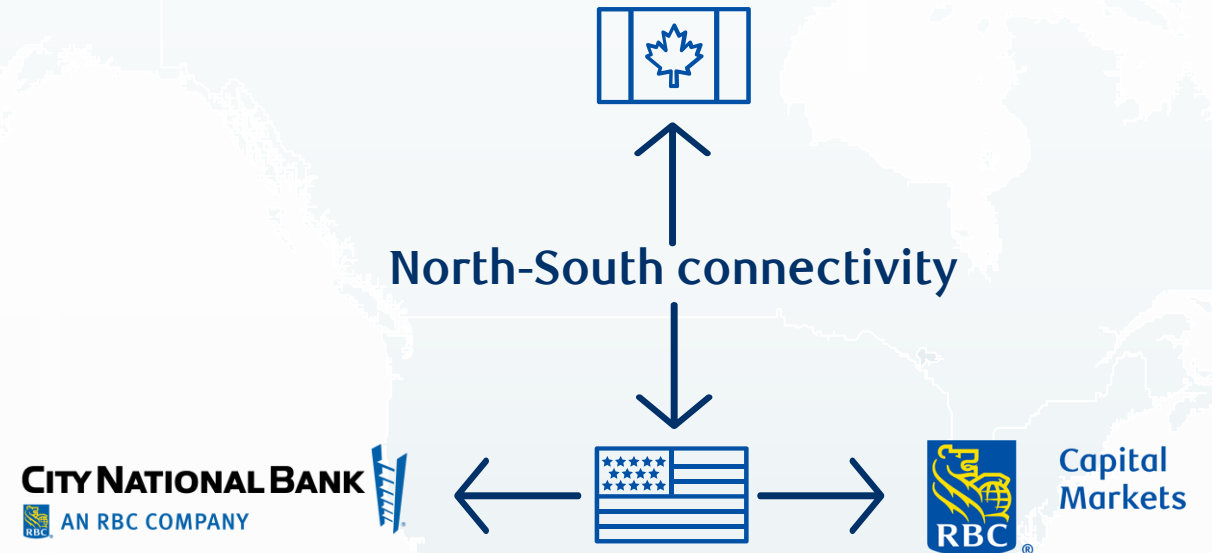 North-South connectivity
CITY NATIONAL BANK
RBC AN RBC COMPANY
RBC ®
Capital
Markets